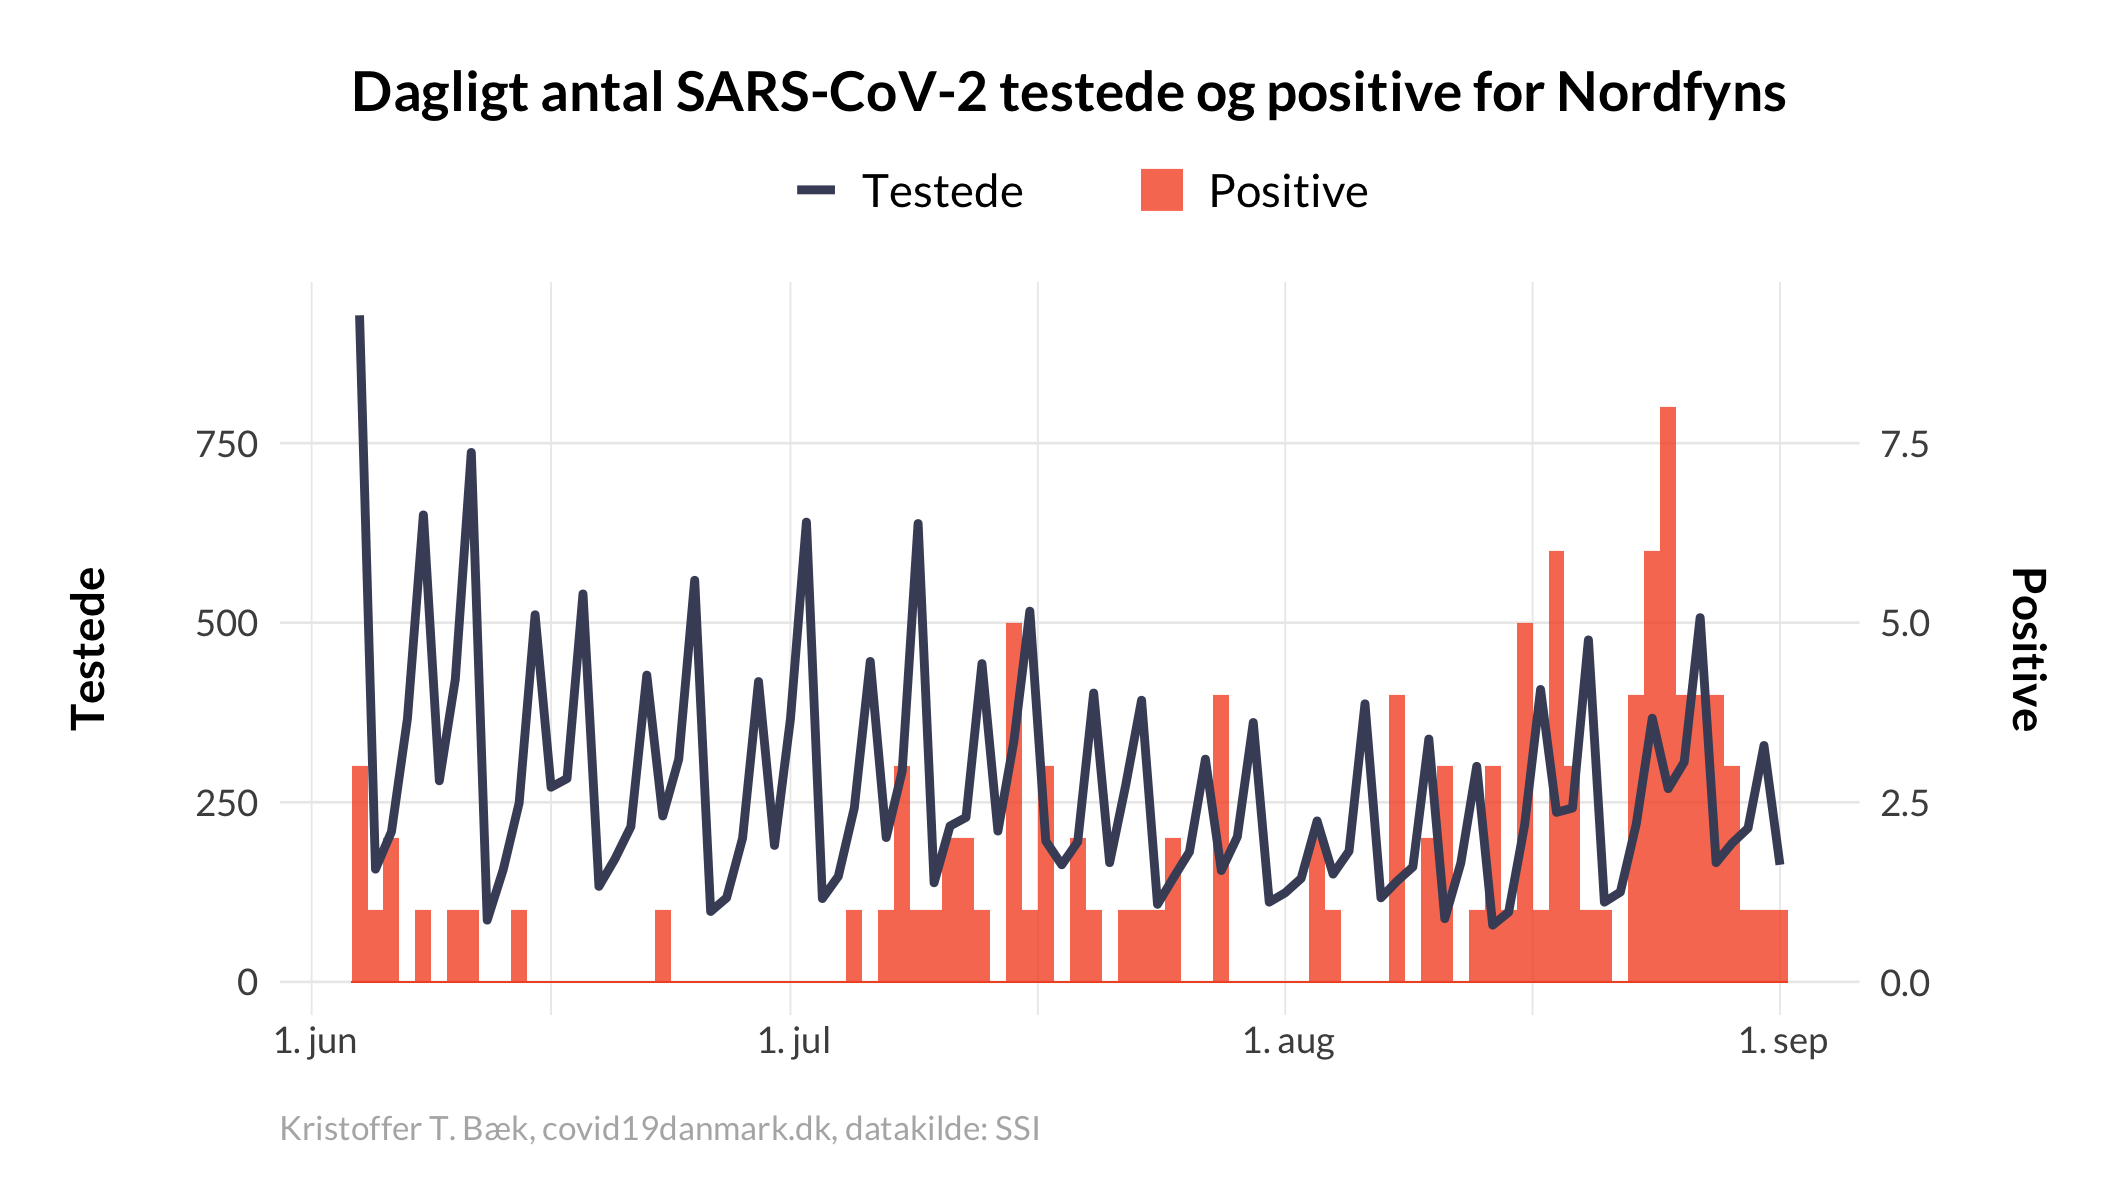 Dagligt antal SARS-CoV-2 testede og positive for Nordfyns
Testede
Positive
750
500
250
0
7.5
5.0
2.5
0.0
Testede
Positive
1. jun
1. jul
1. aug
1. sep
Kristoffer T. Bæk, covid19danmark.dk, datakilde: SSI